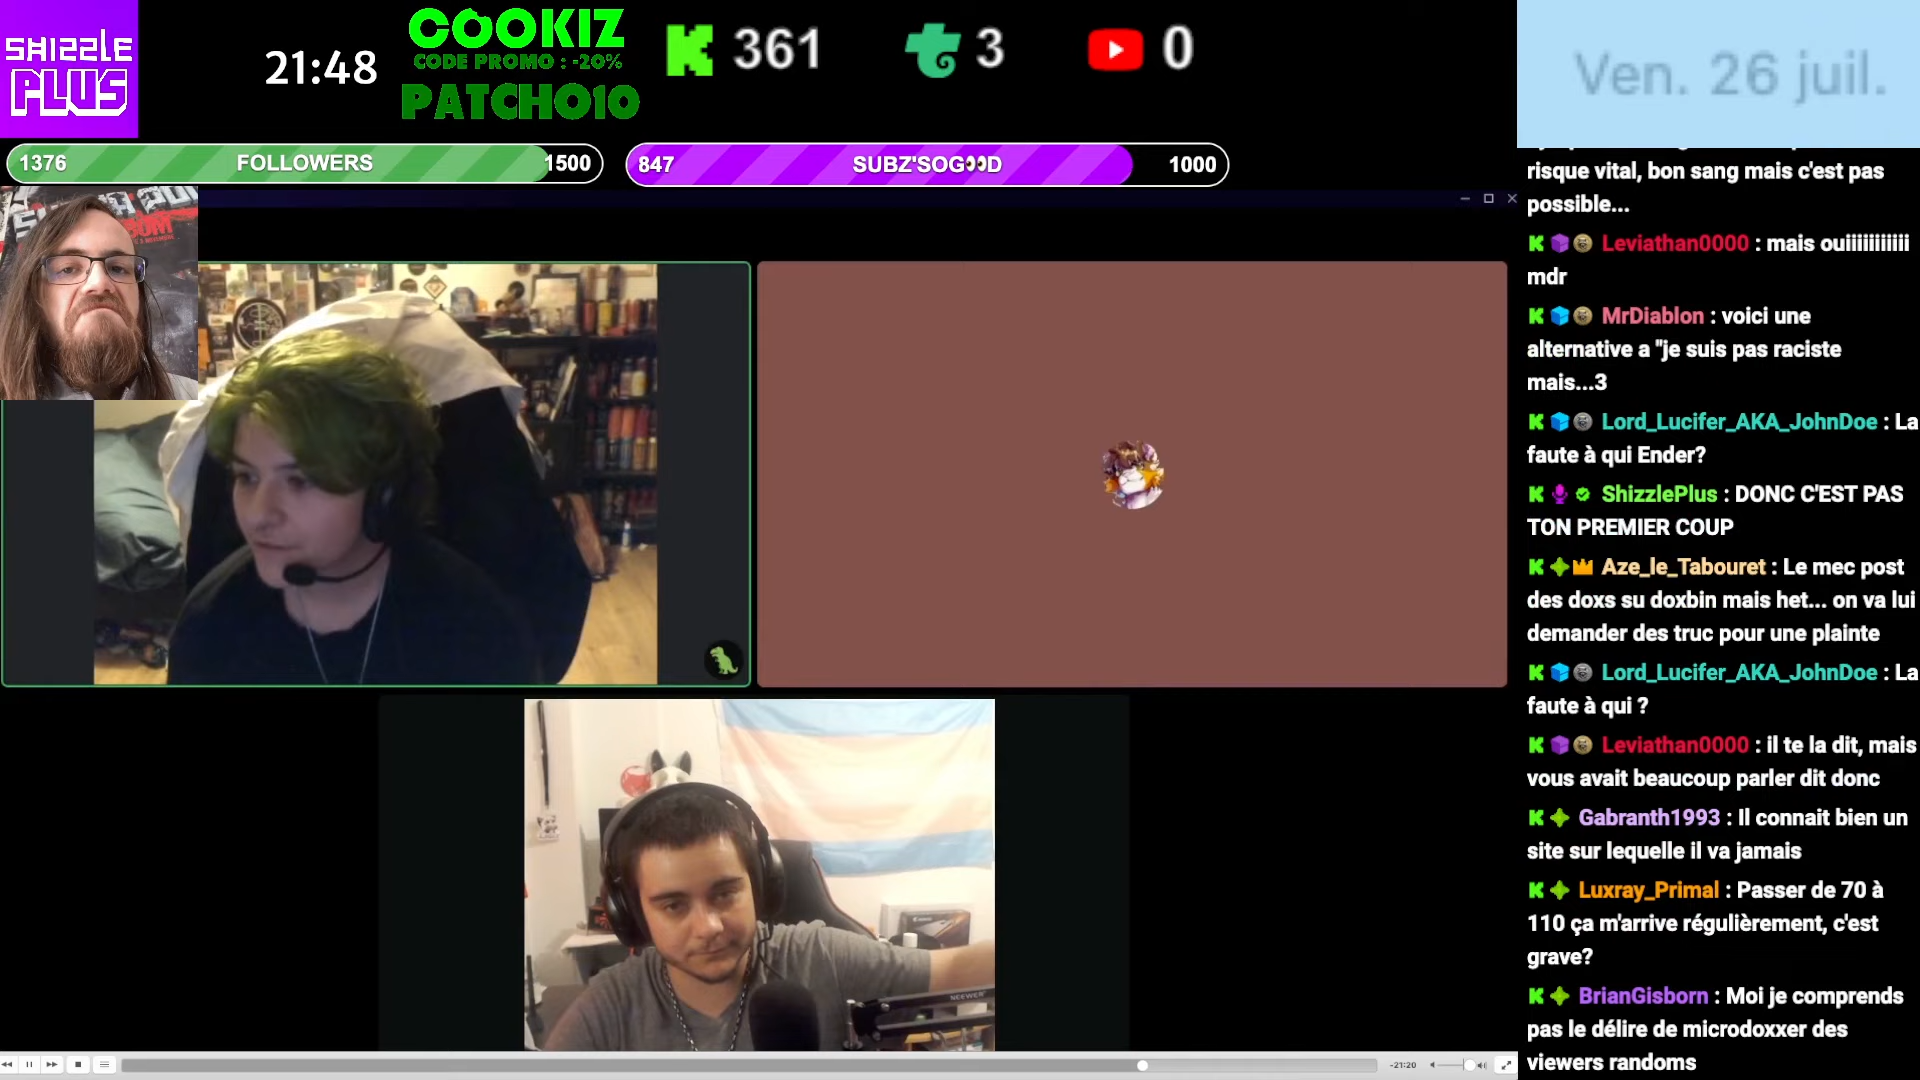 SHIZZLE
PLUS
21:48
COOKIZ
CODE PROMO : -20%
PATCHO10
361
3
0
Ven. 26 juil.
1376 FOLLOWERS 1500
847 SUBZ'SOG👀D 1000
risque vital, bon sang mais c'est pas
possible...
Leviathan0000 : mais ouiiiiiiiiiii
mdr
MrDiablon : voici une
alternative a "je suis pas raciste
mais...3
Lord_Lucifer_AKA_JohnDoe : La
faute à qui Ender?
ShizzlePlus : DONC C'EST PAS
TON PREMIER COUP
Aze_le_Tabouret : Le mec post
des doxs su doxbin mais het... on va lui
demander des truc pour une plainte
Lord_Lucifer_AKA_JohnDoe : La
faute à qui ?
Leviathan0000 : il te la dit, mais
vous avait beaucoup parler dit donc
Gabranth1993 : Il connait bien un
site sur lequelle il va jamais
Luxray_Primal : Passer de 70 à
110 ça m'arrive régulièrement, c'est
grave?
BrianGisborn : Moi je comprends
pas le délire de microdoxxer des
viewers randoms
NEEWER
-21:20